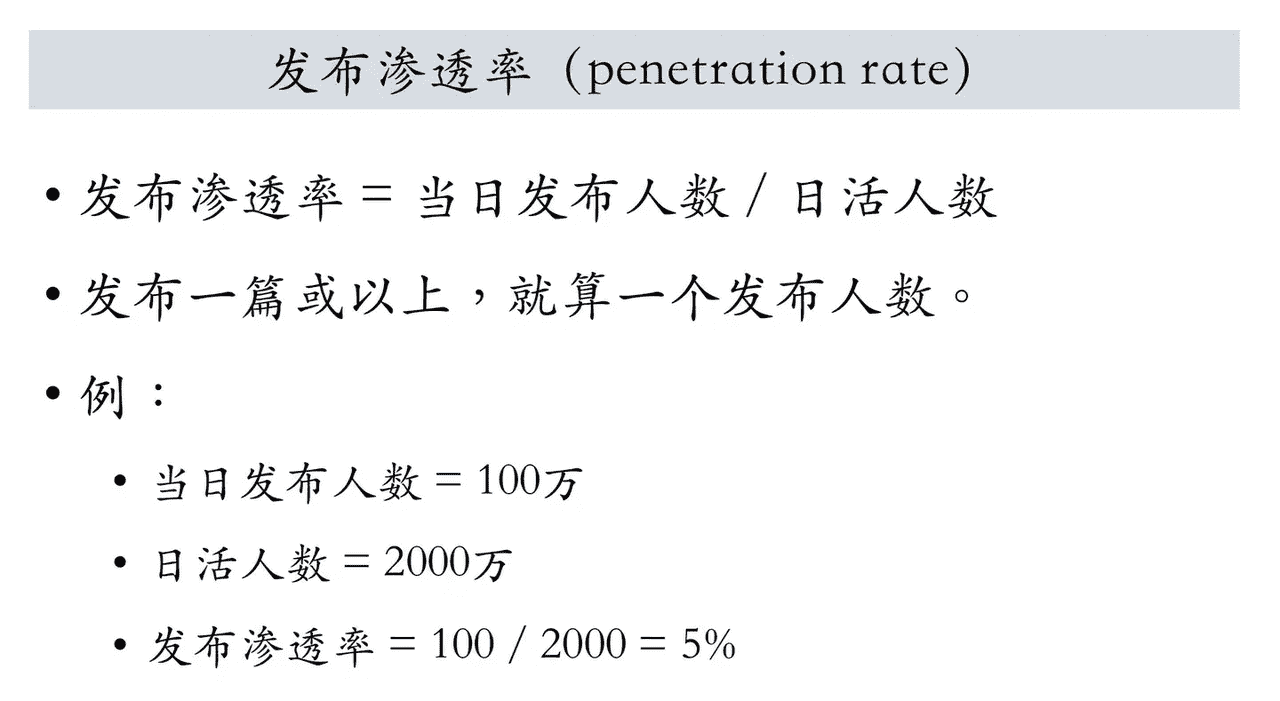 发布渗透率（penetration rate）
• 发布渗透率 = 当日发布人数 / 日活人数
• 发布一篇或以上，就算一个发布人数。
• 例：
• 当日发布人数 = 100万
• 日活人数 = 2000万
• 发布渗透率 = 100 / 2000 = 5%